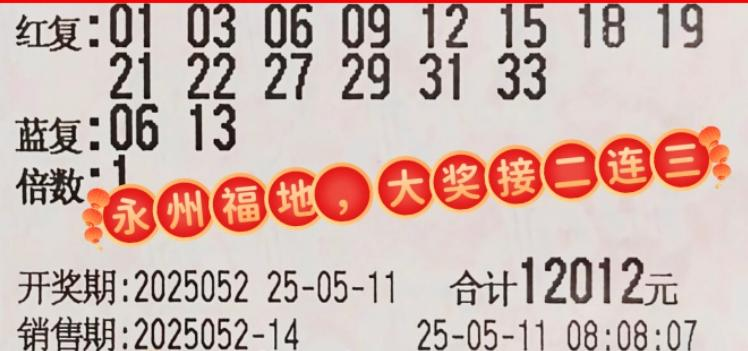 红复:01 03 06 09 12 15 18 19
21 22 27 29 31 33
蓝复:06 13
倍数:1
永州福地，大奖接二连三
开奖期:2025052 25-05-11 合计12012元
销售期:2025052-14 25-05-11 08:08:07